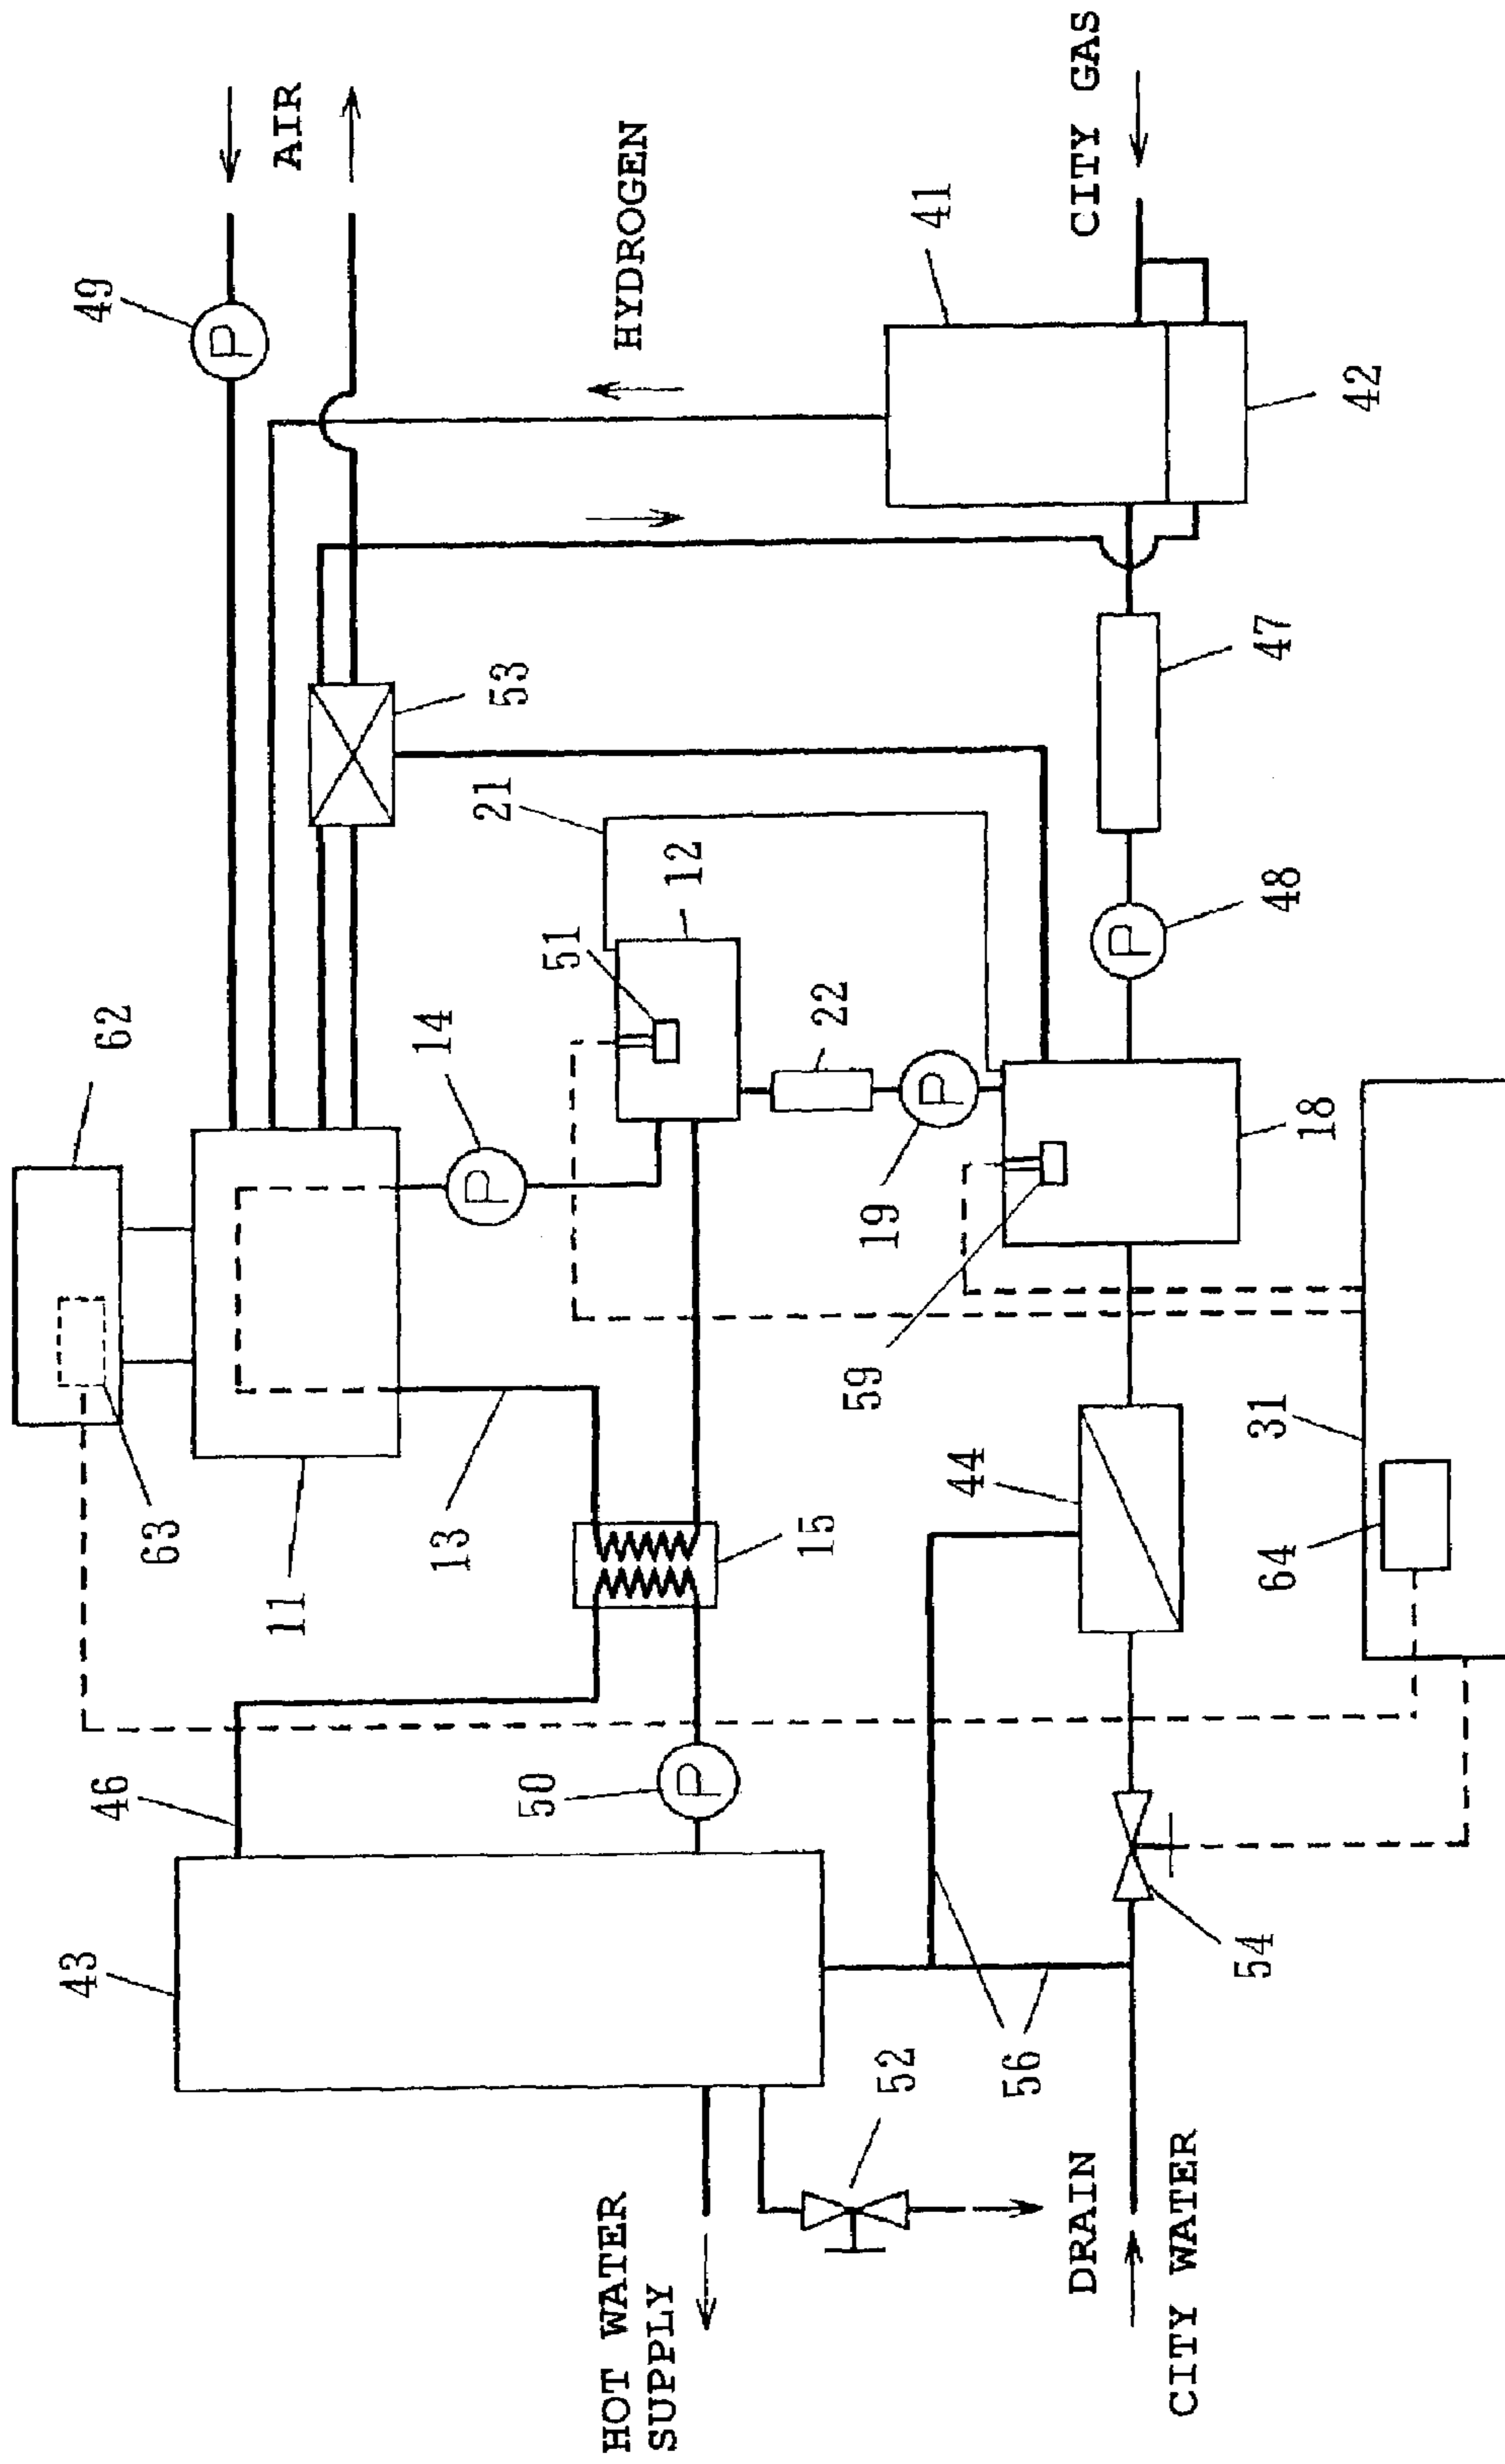 43
46
62
49
63
P
11
AIR
13
14
P
21
53
50
51
HOT WATER
SUPPLY
HYDROGEN
12
P
15
22
59
19
52
P
41
44
56
DRAIN
CITY GAS
P
CITY WATER
48
54
64
31
47
18
42